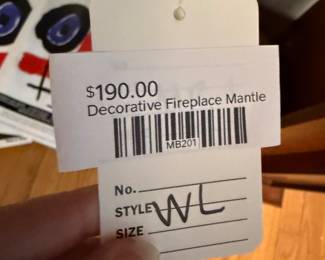 $190.00
Decorative Fireplace Mantle
MB201
No.
STYLE WL
SIZE